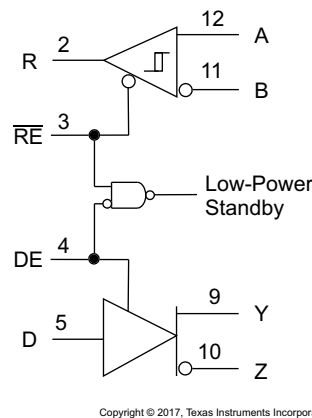 12
A
R
2
11
B
RE
3
Low-Power
Standby
DE
4
9
Y
D
5
10
Z
Copyright © 2017, Texas Instruments Incorpor